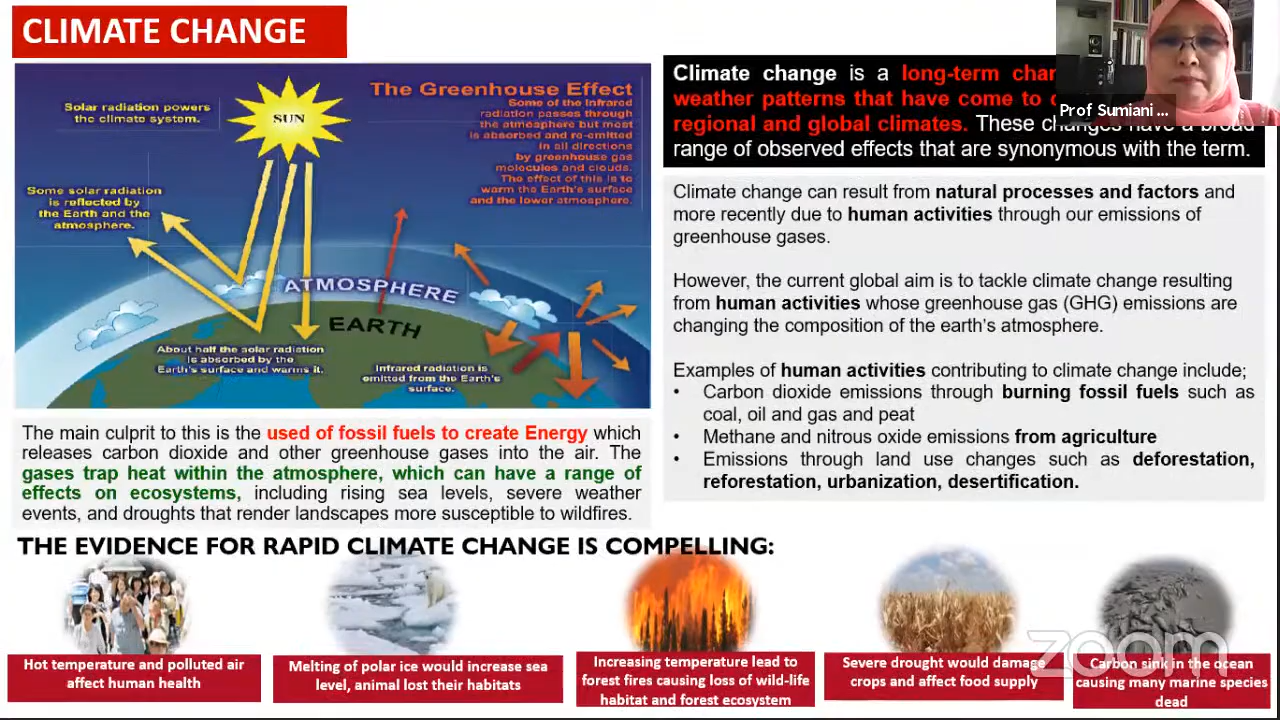 CLIMATE CHANGE
The Greenhouse Effect
Some of the infrared
radiation passes through
the atmosphere but most
is absorbed and re-emitted
in all directions
by greenhouse gas
molecules and clouds.
The effect of this is to
warm the Earth's surface
and the lower atmosphere.
Solar radiation powers
the climate system.
SUN
Some solar radiation
is reflected by
the Earth and the
atmosphere.
ATMOSPHERE
EARTH
About half the solar radiation
is absorbed by the
Earth's surface and warms it.
Infrared radiation is
emitted from the Earth's
surface.
The main culprit to this is the used of fossil fuels to create Energy which
releases carbon dioxide and other greenhouse gases into the air. The
gases trap heat within the atmosphere, which can have a range of
effects on ecosystems, including rising sea levels, severe weather
events, and droughts that render landscapes more susceptible to wildfires.
Climate change is a long-term
weather patterns that have come to
regional and global climates. These changes have a broad
range of observed effects that are synonymous with the term.
Prof Sumiani ...
Climate change can result from natural processes and factors and
more recently due to human activities through our emissions of
greenhouse gases.
However, the current global aim is to tackle climate change resulting
from human activities whose greenhouse gas (GHG) emissions are
changing the composition of the earth's atmosphere.
Examples of human activities contributing to climate change include;
• Carbon dioxide emissions through burning fossil fuels such as
coal, oil and gas and peat
• Methane and nitrous oxide emissions from agriculture
• Emissions through land use changes such as deforestation,
reforestation, urbanization, desertification.
THE EVIDENCE FOR RAPID CLIMATE CHANGE IS COMPELLING:
Hot temperature and polluted air
affect human health
Melting of polar ice would increase sea
level, animal lost their habitats
Increasing temperature lead to
forest fires causing loss of wild-life
habitat and forest ecosystem
Severe drought would damage
crops and affect food supply
Carbon sink in the ocean
causing many marine species
dead
zoom